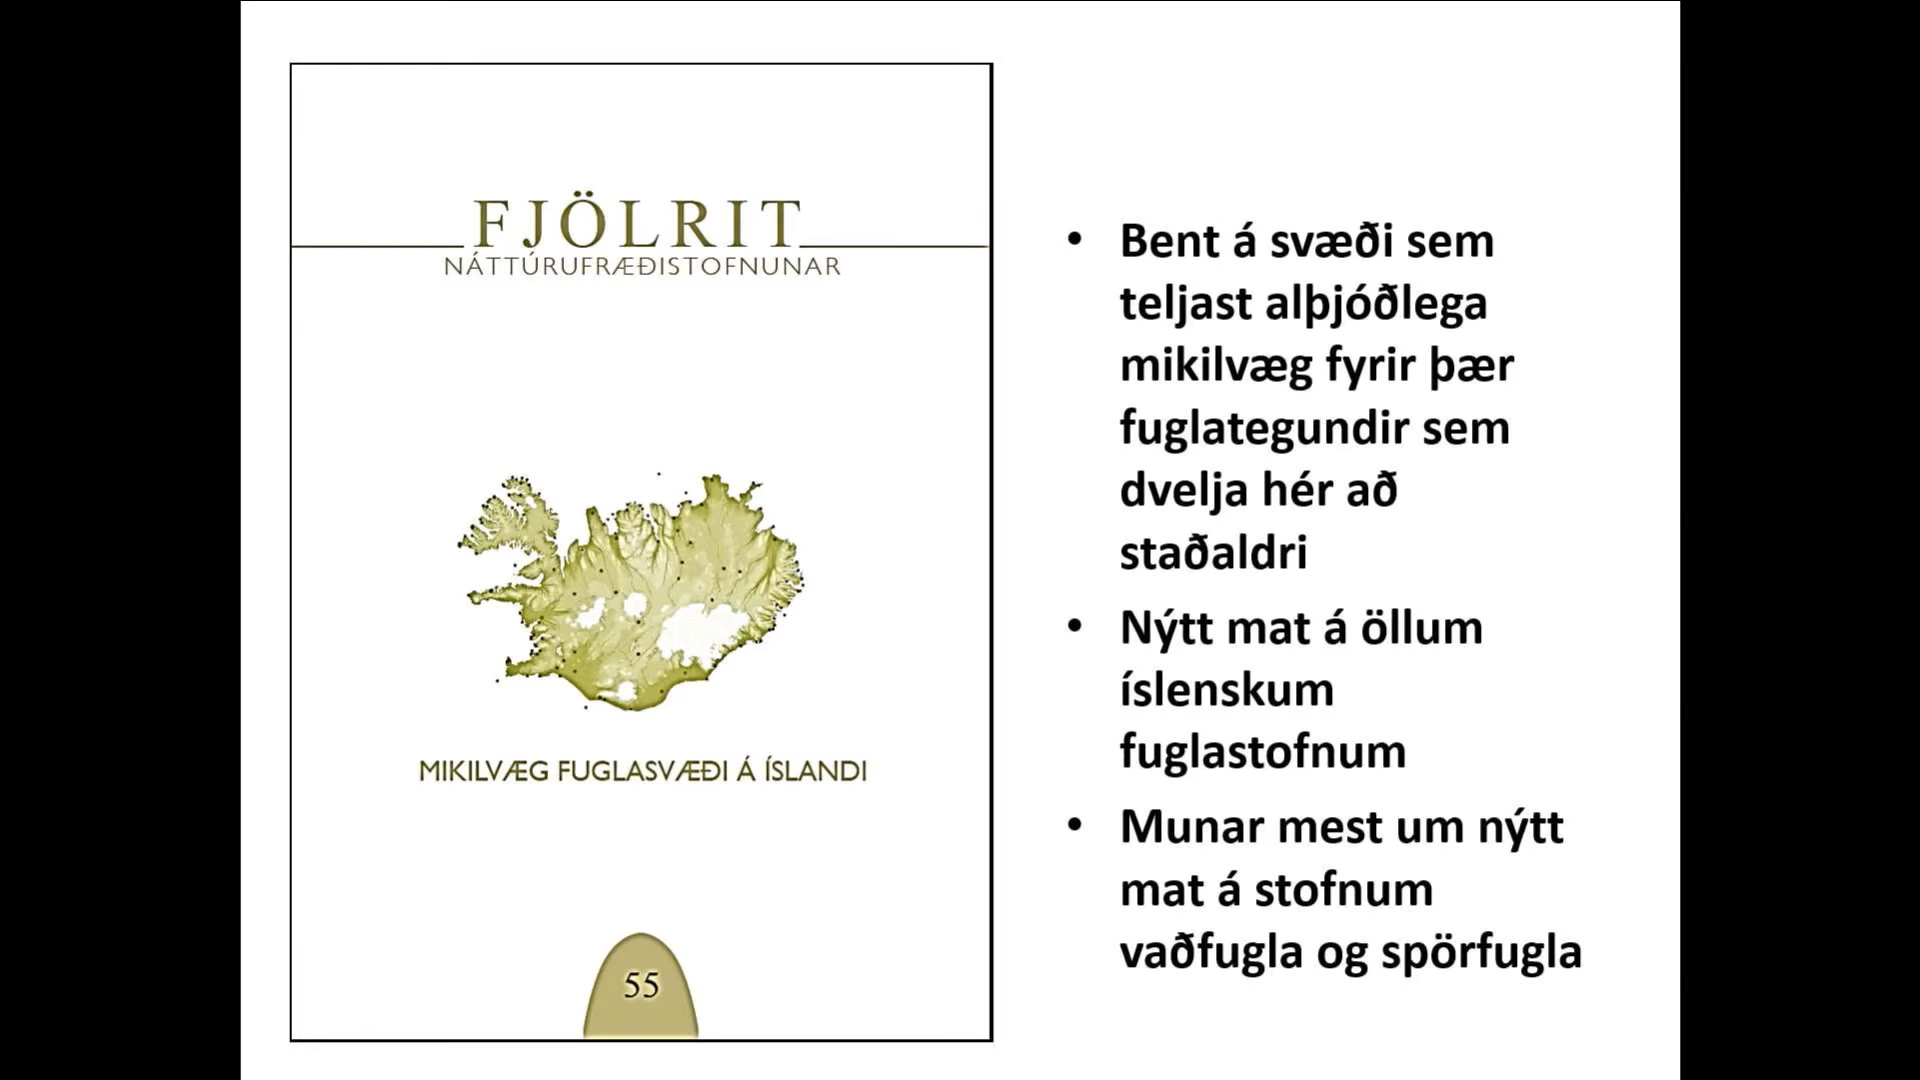 FJÖLRIT
NÁTTÚRUFRÆÐISTOFNUNAR
MIKILVÆG FUGLASVÆÐI Á ÍSLANDI
55
• Bent á svæði sem
teljast alþjóðlega
mikilvæg fyrir þær
fuglategundir sem
dvelja hér að
staðaldri
• Nýtt mat á öllum
íslenskum
fuglastofnum
• Munar mest um nýtt
mat á stofnum
vaðfugla og spörfugla